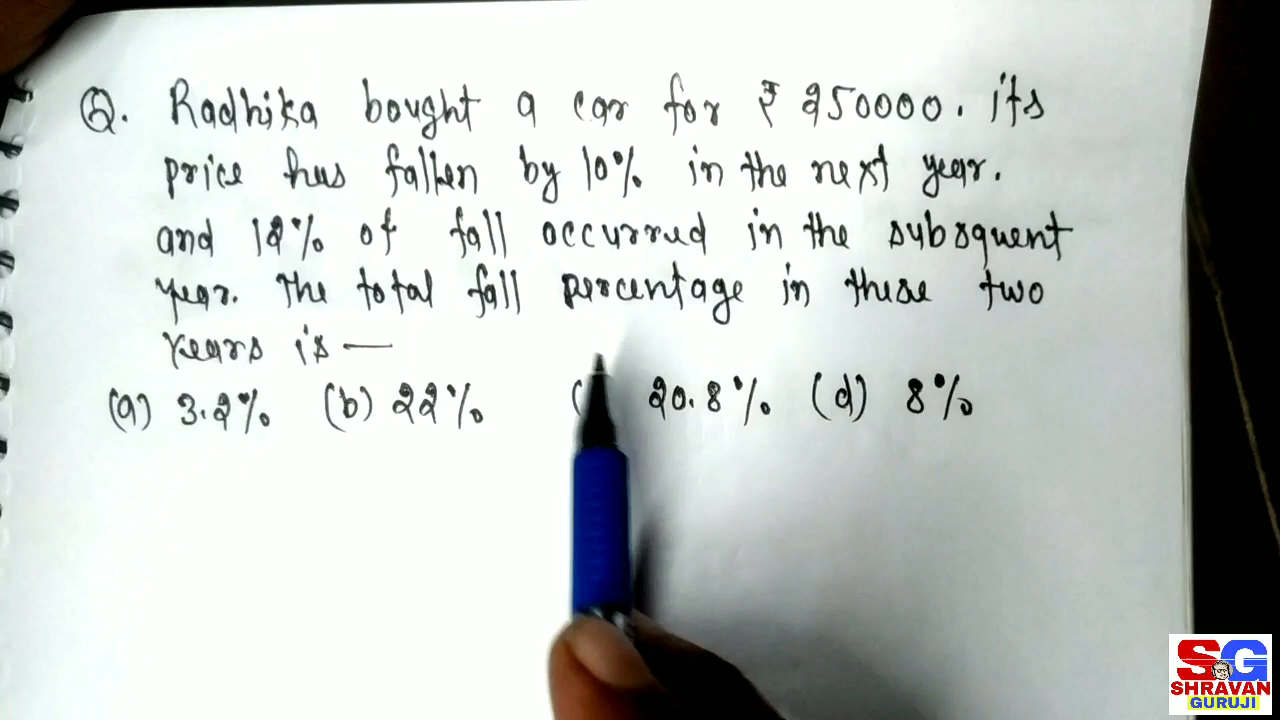 Q. Radhika bought a car for ₹ 250000. its
price has fallen by 10% in the next year.
and 12% of fall occurred in the subsquent
year. The total fall percentage in these two
years is —
(a) 3.2% (b) 22% ( 20.8% (d) 8%
SG
SHRAVAN
GURUJI